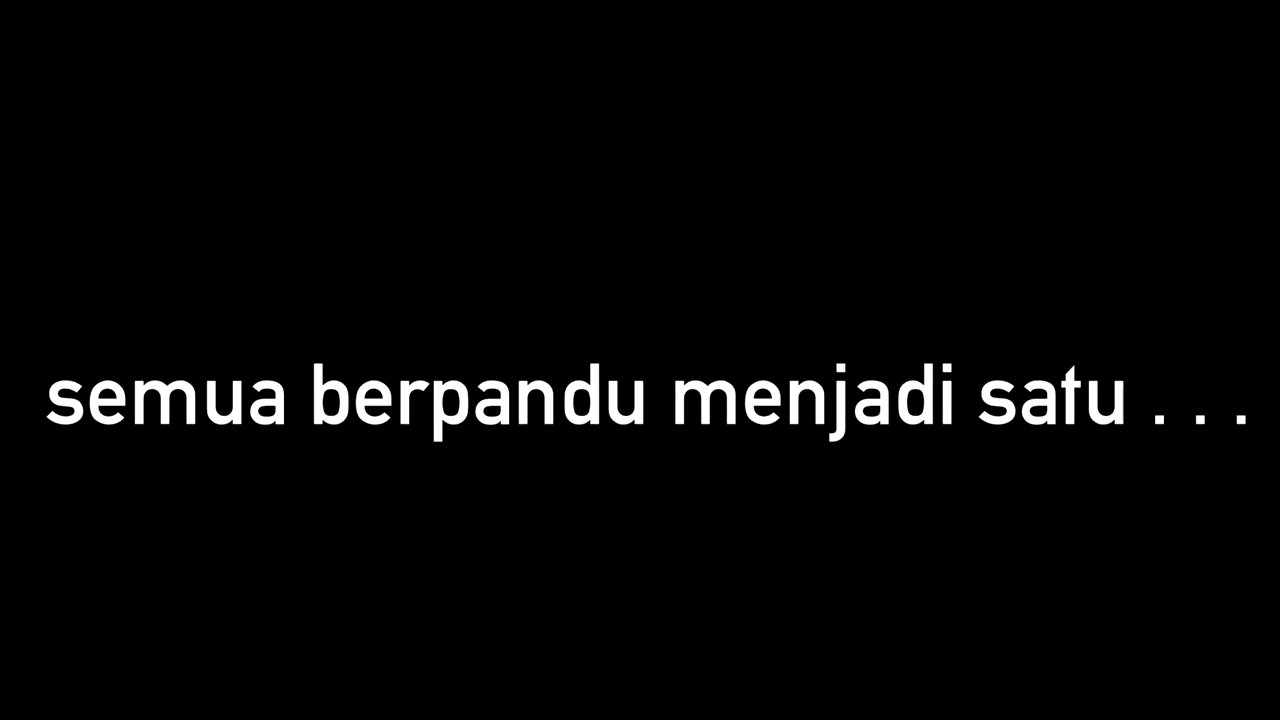 semua berpandu menjadi satu . . .